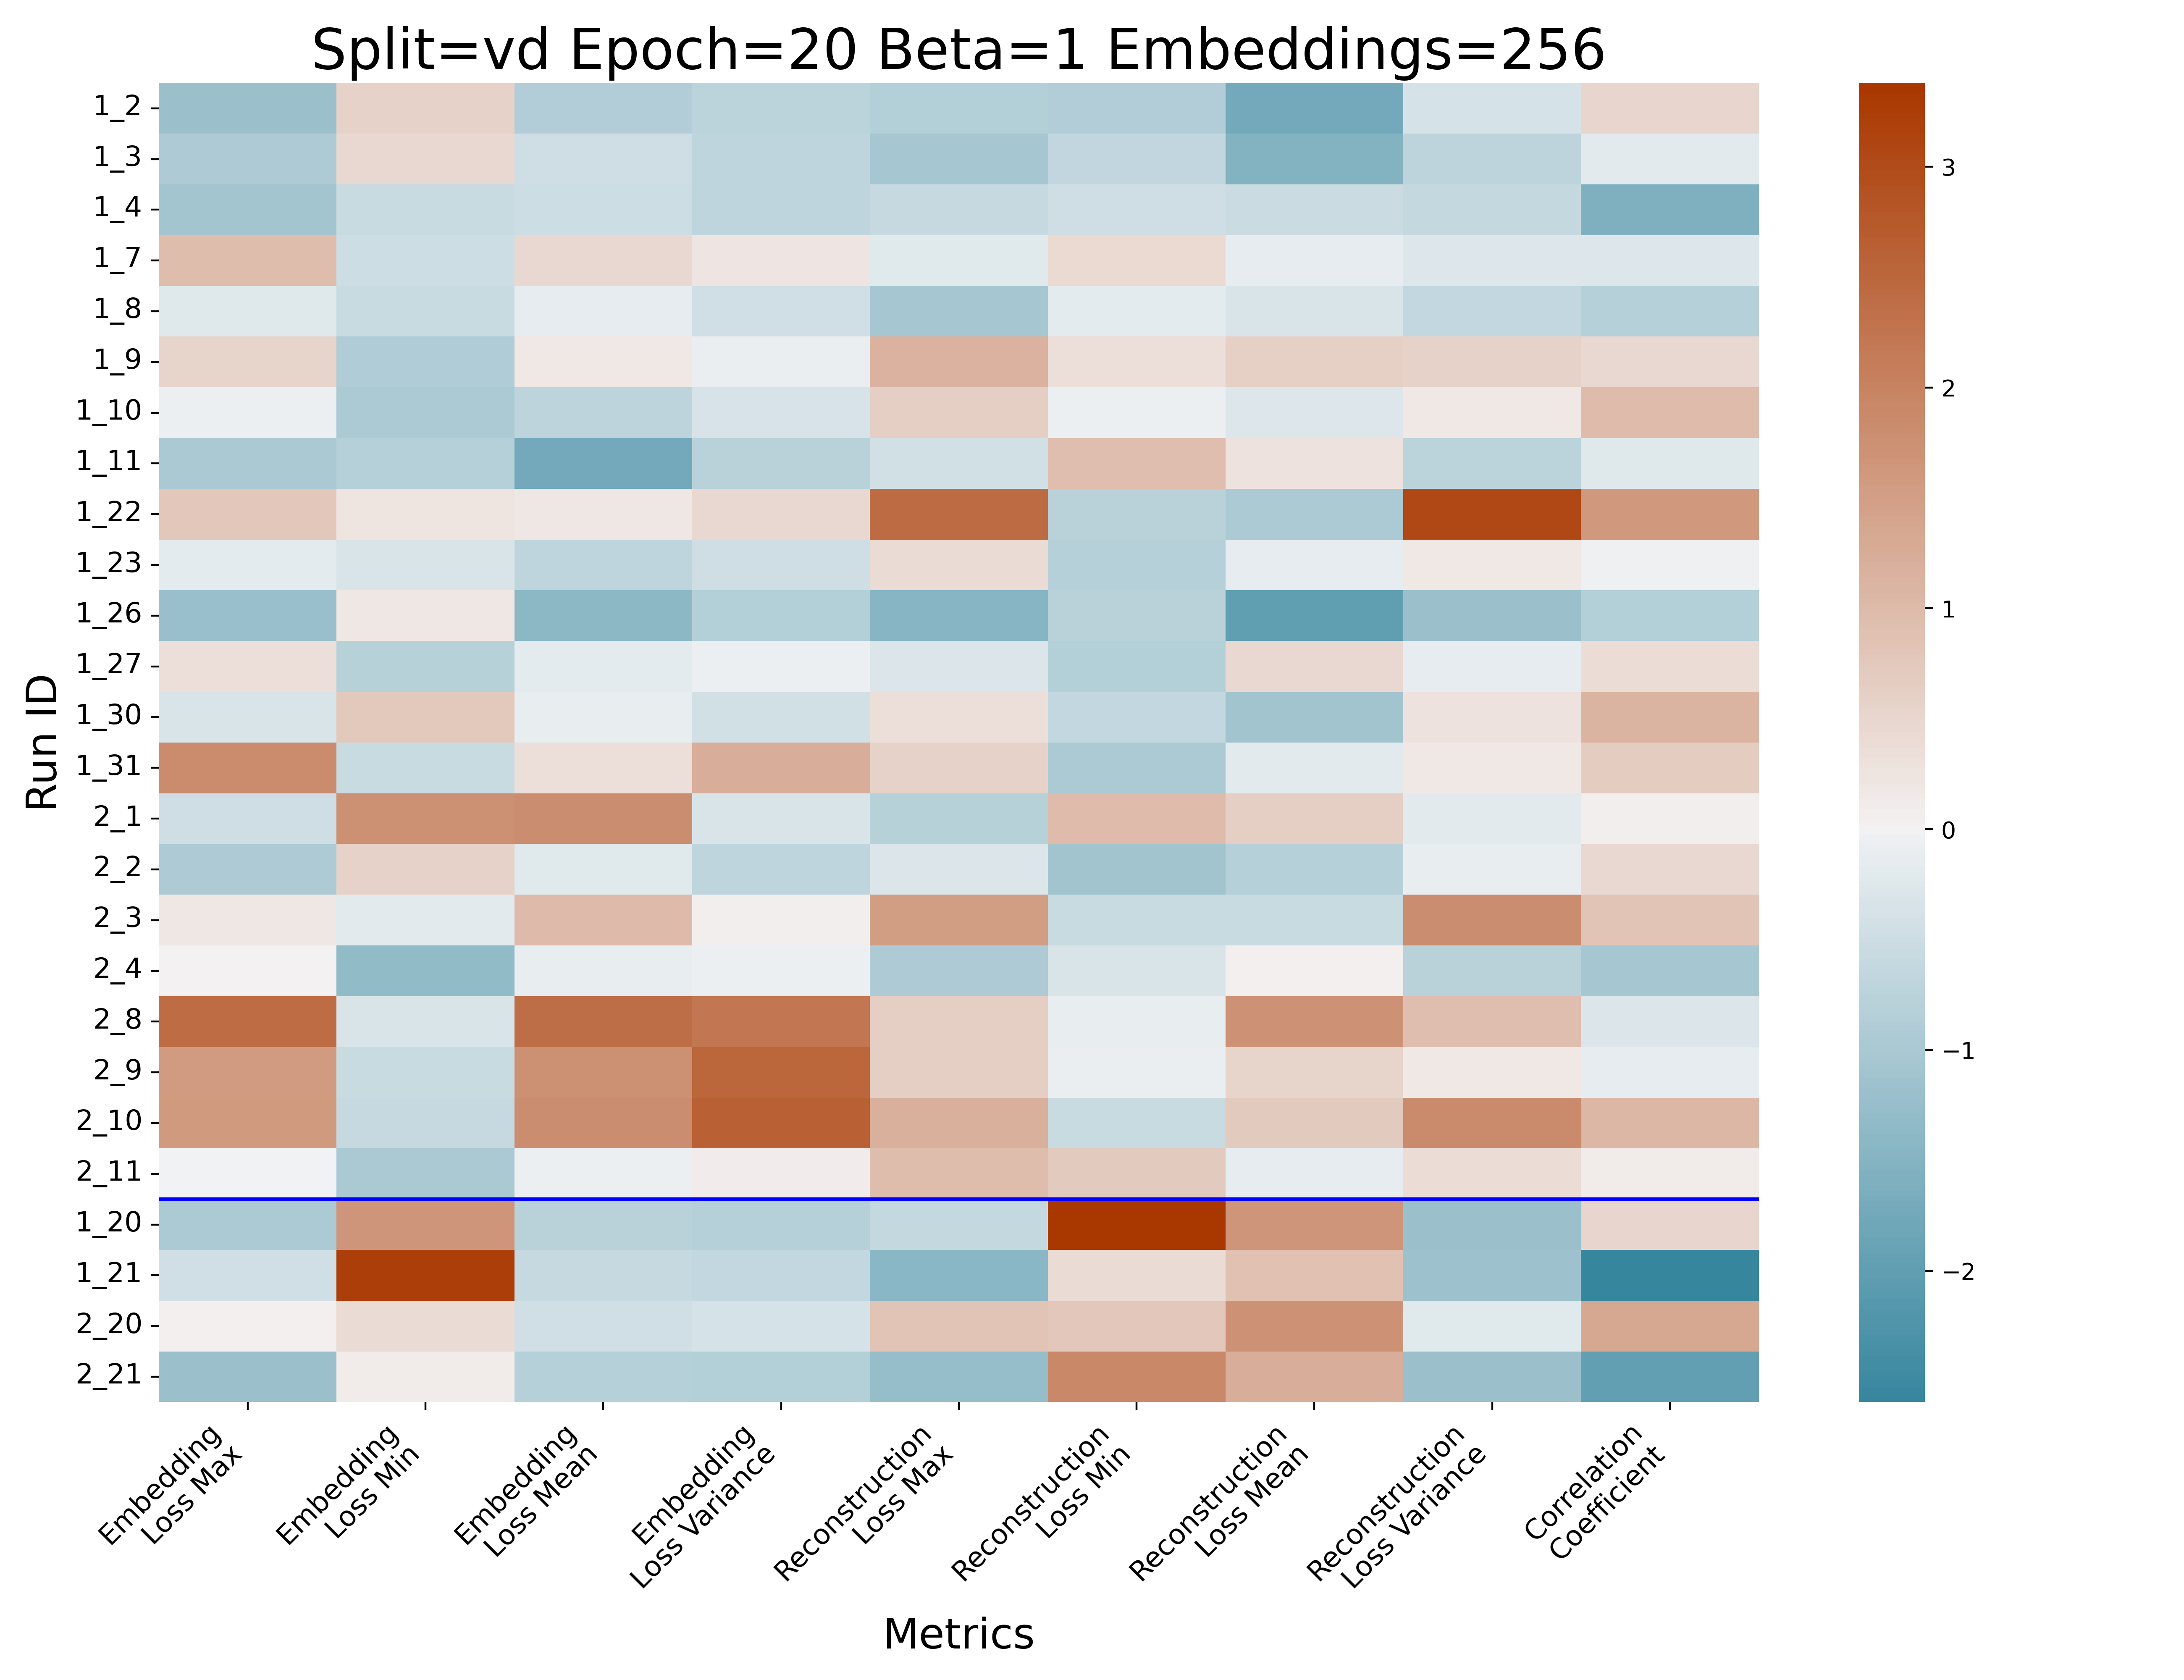 Split=vd Epoch=20 Beta=1 Embeddings=256
Run ID
1_2
1_3
1_4
1_7
1_8
1_9
1_10
1_11
1_22
1_23
1_26
1_27
1_30
1_31
2_1
2_2
2_3
2_4
2_8
2_9
2_10
2_11
1_20
1_21
2_20
2_21
Embedding
Loss Max
Embedding
Loss Min
Embedding
Loss Mean
Embedding
Loss Variance
Reconstruction
Loss Max
Reconstruction
Loss Min
Reconstruction
Loss Mean
Reconstruction
Loss Variance
Correlation
Coefficient
Metrics
3
2
1
0
−1
−2